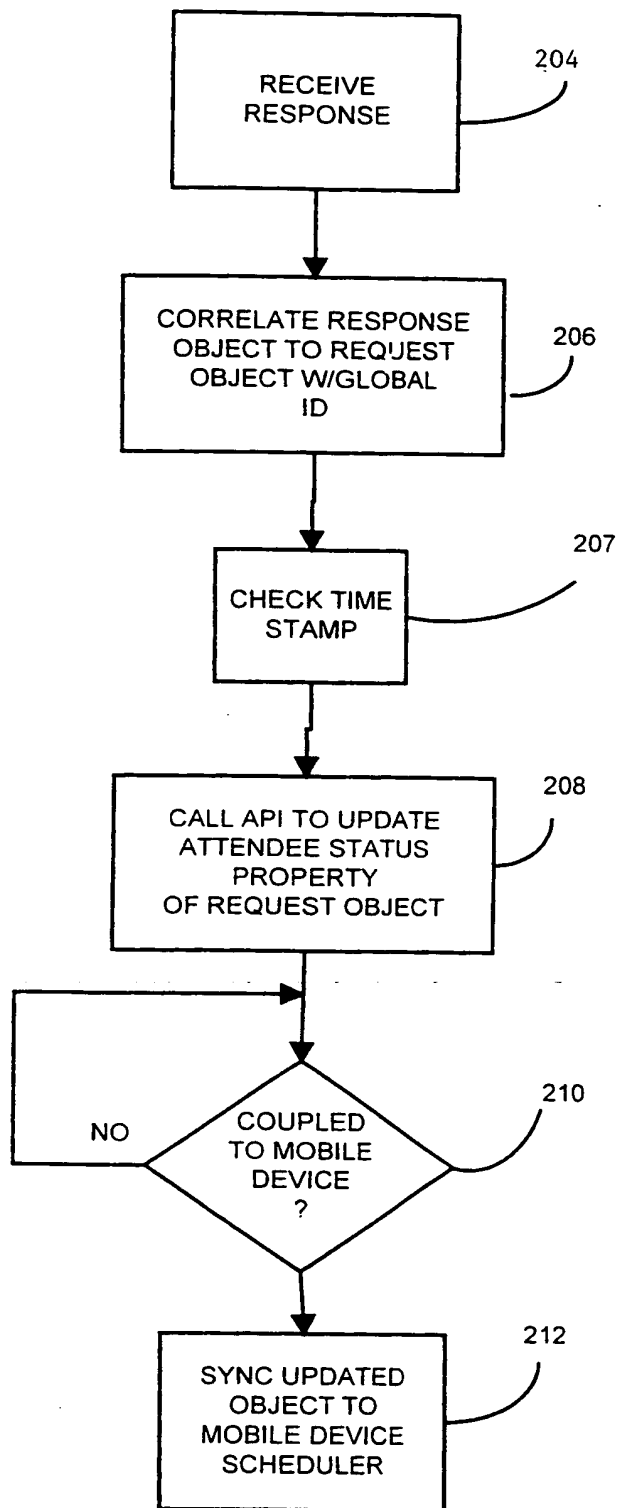 RECEIVE
RESPONSE
204
CORRELATE RESPONSE
OBJECT TO REQUEST
OBJECT W/GLOBAL
ID
206
CHECK TIME
STAMP
207
CALL API TO UPDATE
ATTENDEE STATUS
PROPERTY
OF REQUEST OBJECT
208
NO
COUPLED
TO MOBILE
DEVICE
?
210
SYNC UPDATED
OBJECT TO
MOBILE DEVICE
SCHEDULER
212